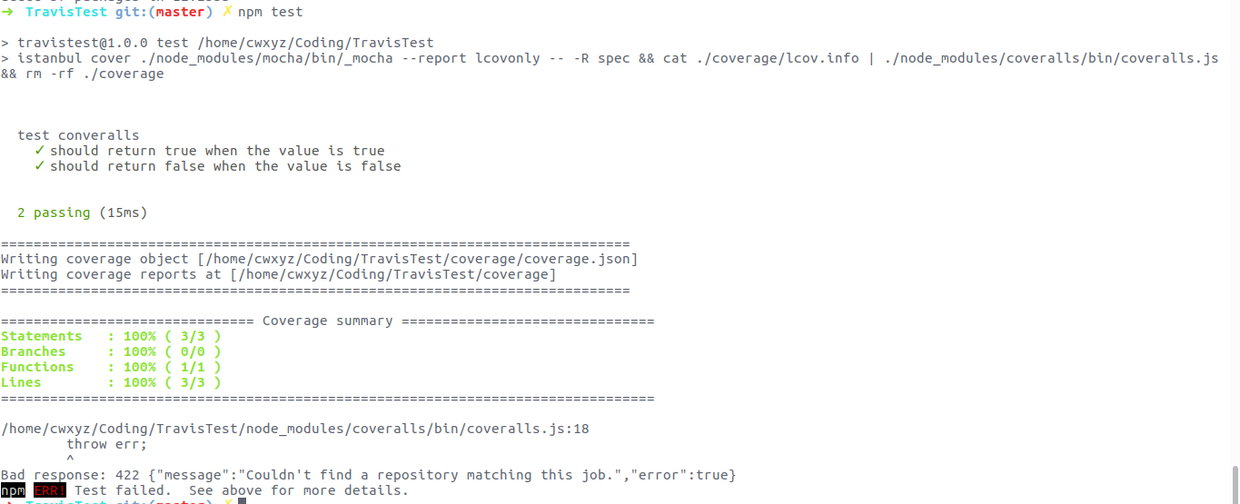 ➜ TravisTest git:(master) ✗ npm test
> travistest@1.0.0 test /home/cwxyz/Coding/TravisTest
> istanbul cover ./node_modules/mocha/bin/_mocha --report lcovonly -- -R spec && cat ./coverage/lcov.info | ./node_modules/coveralls/bin/coveralls.js
&& rm -rf ./coverage
test converalls
✓ should return true when the value is true
✓ should return false when the value is false
2 passing (15ms)
=============================================================================
Writing coverage object [/home/cwxyz/Coding/TravisTest/coverage/coverage.json]
Writing coverage reports at [/home/cwxyz/Coding/TravisTest/coverage]
=============================================================================
=============================== Coverage summary ===============================
Statements   : 100% ( 3/3 )
Branches     : 100% ( 0/0 )
Functions    : 100% ( 1/1 )
Lines        : 100% ( 3/3 )
================================================================================
/home/cwxyz/Coding/TravisTest/node_modules/coveralls/bin/coveralls.js:18
throw err;
^
Bad response: 422 {"message":"Couldn't find a repository matching this job.","error":true}
npm ERR! Test failed.  See above for more details.
➜ TravisTest git:(master) ✗